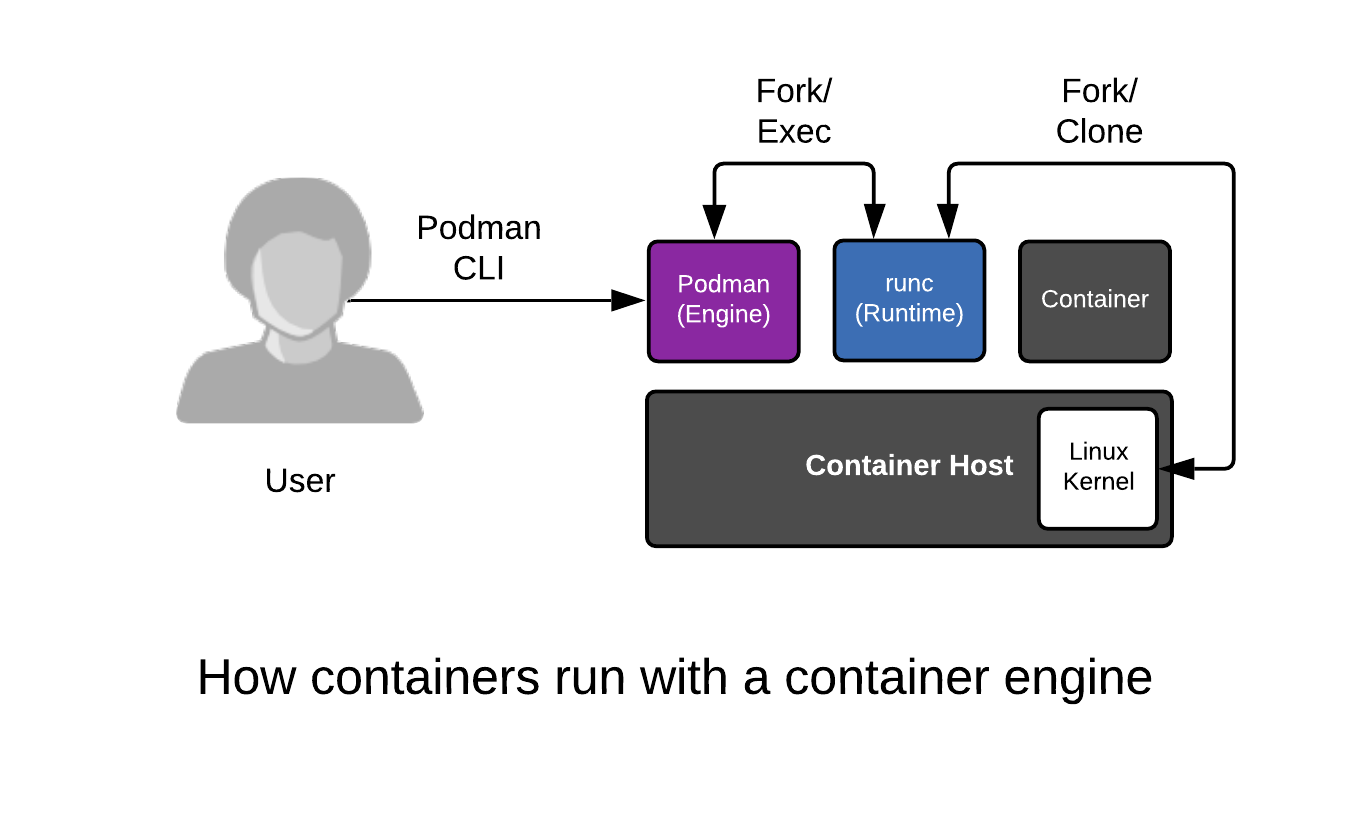 Fork/
Exec
Fork/
Clone
Podman
CLI
Podman
(Engine)
runc
(Runtime)
Container
Container Host
Linux
Kernel
User
How containers run with a container engine